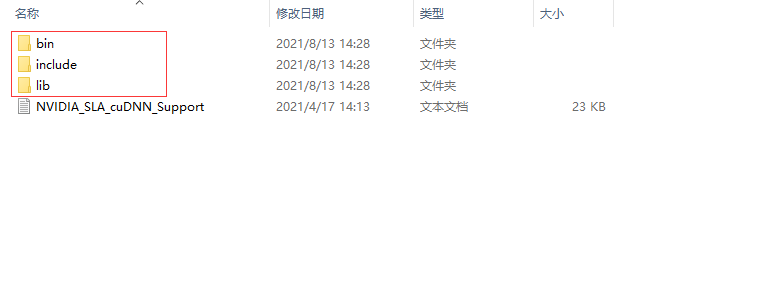 名称 修改日期 类型 大小
bin 2021/8/13 14:28 文件夹
include 2021/8/13 14:28 文件夹
lib 2021/8/13 14:28 文件夹
NVIDIA_SLA_cuDNN_Support 2021/4/17 14:13 文本文档 23 KB